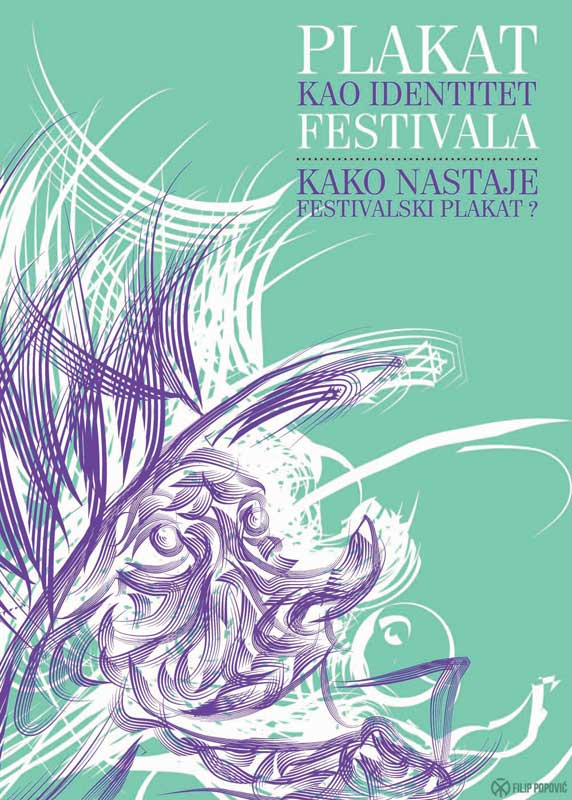 PLAKAT
KAO IDENTITET
FESTIVALA
KAKO NASTAJE
FESTIVALSKI PLAKAT ?
FILIP POPOVIĆ